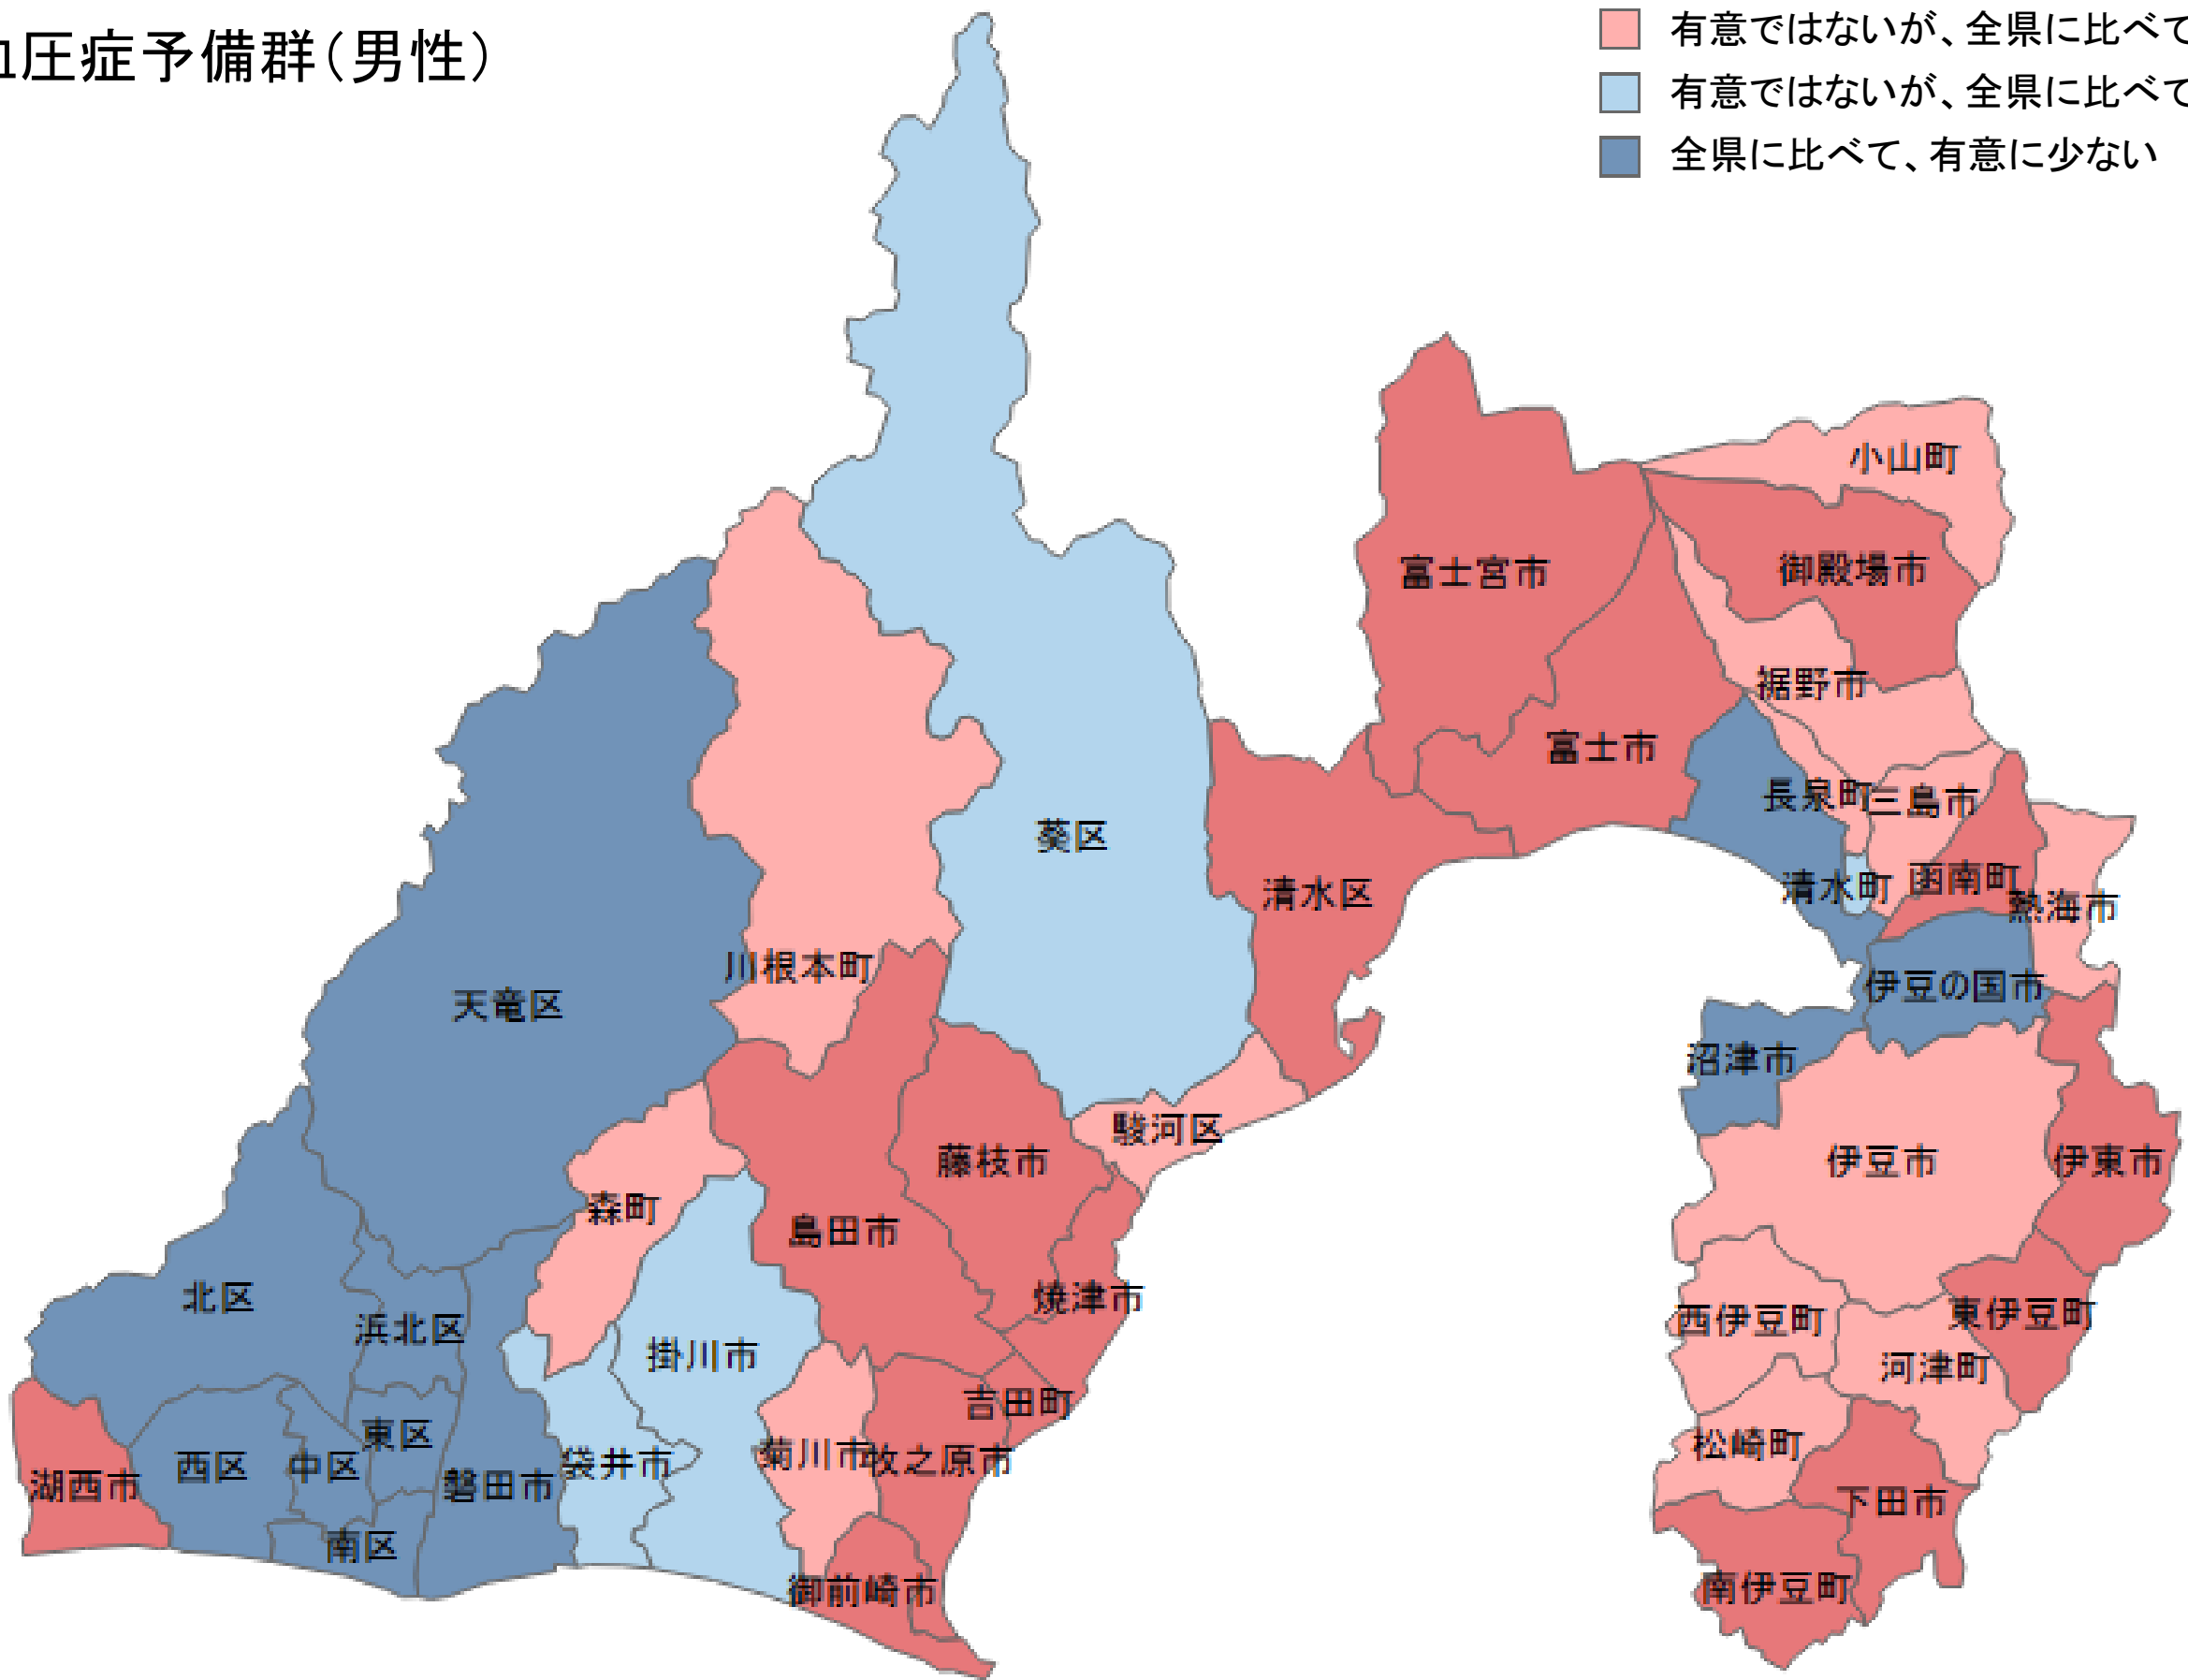 圧症予備群（男性）
有意ではないが、全県に比べて
有意ではないが、全県に比べて
全県に比べて、有意に少ない
小山町
御殿場市
富士宮市
裾野市
富士市
長泉町
三島市
葵区
函南町
清水町
清水区
熱海市
川根本町
伊豆の国市
天竜区
沼津市
駿河区
藤枝市
伊豆市
伊東市
森町
島田市
北区
焼津市
浜北区
東伊豆町
西伊豆町
掛川市
河津町
吉田町
東区
松崎町
菊川市
牧之原市
袋井市
西区
中区
湖西市
磐田市
下田市
南区
御前崎市
南伊豆町